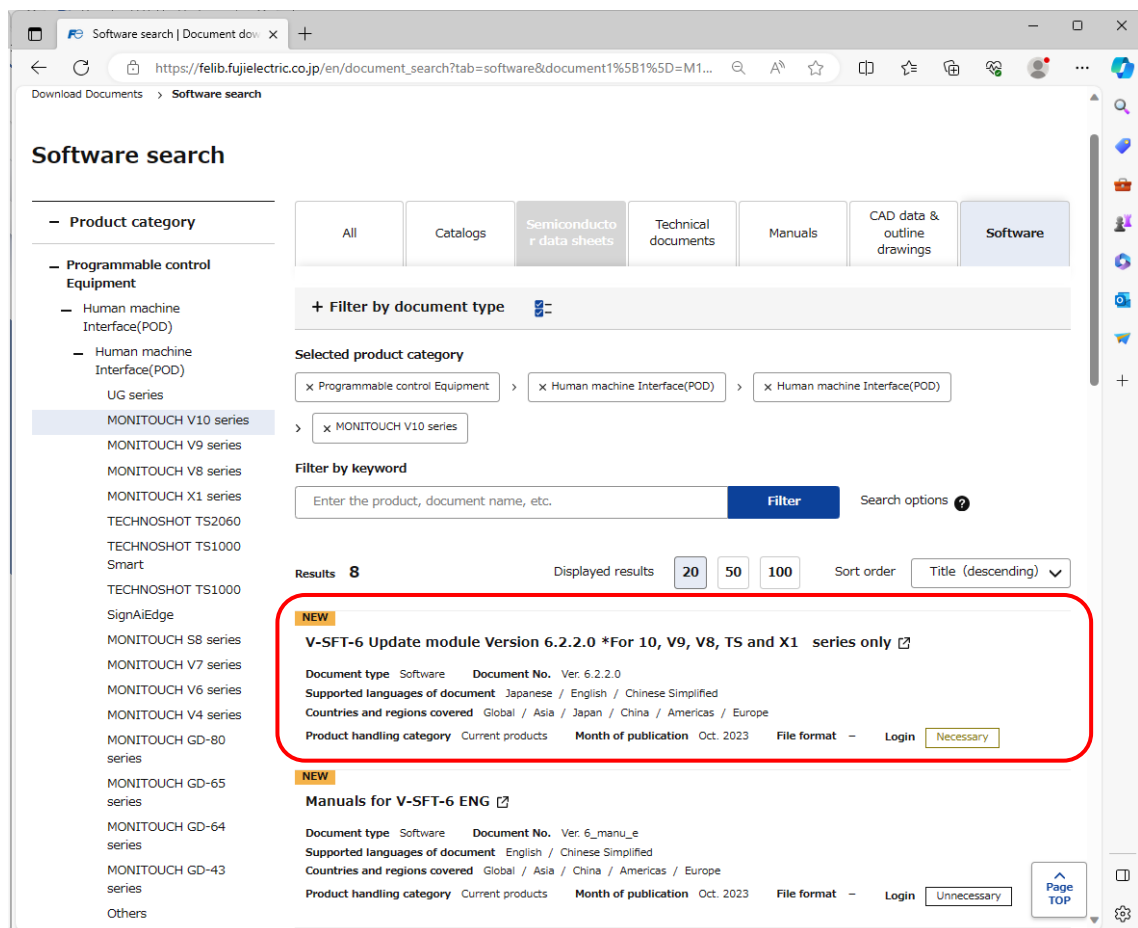 Software search | Document dow
https://felib.fujielectric.co.jp/en/document_search?tab=software&document1%5B1%5D=M1...
Download Documents > Software search
Software search
− Product category
− Programmable control
Equipment
− Human machine
Interface(POD)
− Human machine
Interface(POD)
UG series
MONITOUCH V10 series
MONITOUCH V9 series
MONITOUCH V8 series
MONITOUCH X1 series
TECHNOSHOT TS2060
TECHNOSHOT TS1000
Smart
TECHNOSHOT TS1000
SignAiEdge
MONITOUCH S8 series
MONITOUCH V7 series
MONITOUCH V6 series
MONITOUCH V4 series
MONITOUCH GD-80
series
MONITOUCH GD-65
series
MONITOUCH GD-64
series
MONITOUCH GD-43
series
Others
All
Catalogs
Semiconducto
r data sheets
Technical
documents
Manuals
CAD data &
outline
drawings
Software
+ Filter by document type
Selected product category
× Programmable control Equipment > × Human machine Interface(POD) > × Human machine Interface(POD)
> × MONITOUCH V10 series
Filter by keyword
Enter the product, document name, etc. Filter Search options ?
Results 8 Displayed results 20 50 100 Sort order Title (descending)
NEW
V-SFT-6 Update module Version 6.2.2.0 *For 10, V9, V8, TS and X1 series only
Document type Software Document No. Ver. 6.2.2.0
Supported languages of document Japanese / English / Chinese Simplified
Countries and regions covered Global / Asia / Japan / China / Americas / Europe
Product handling category Current products Month of publication Oct. 2023 File format − Login Necessary
NEW
Manuals for V-SFT-6 ENG
Document type Software Document No. Ver. 6_manu_e
Supported languages of document English / Chinese Simplified
Countries and regions covered Global / Asia / China / Americas / Europe
Product handling category Current products Month of publication Oct. 2023 File format − Login Unnecessary
Page
TOP